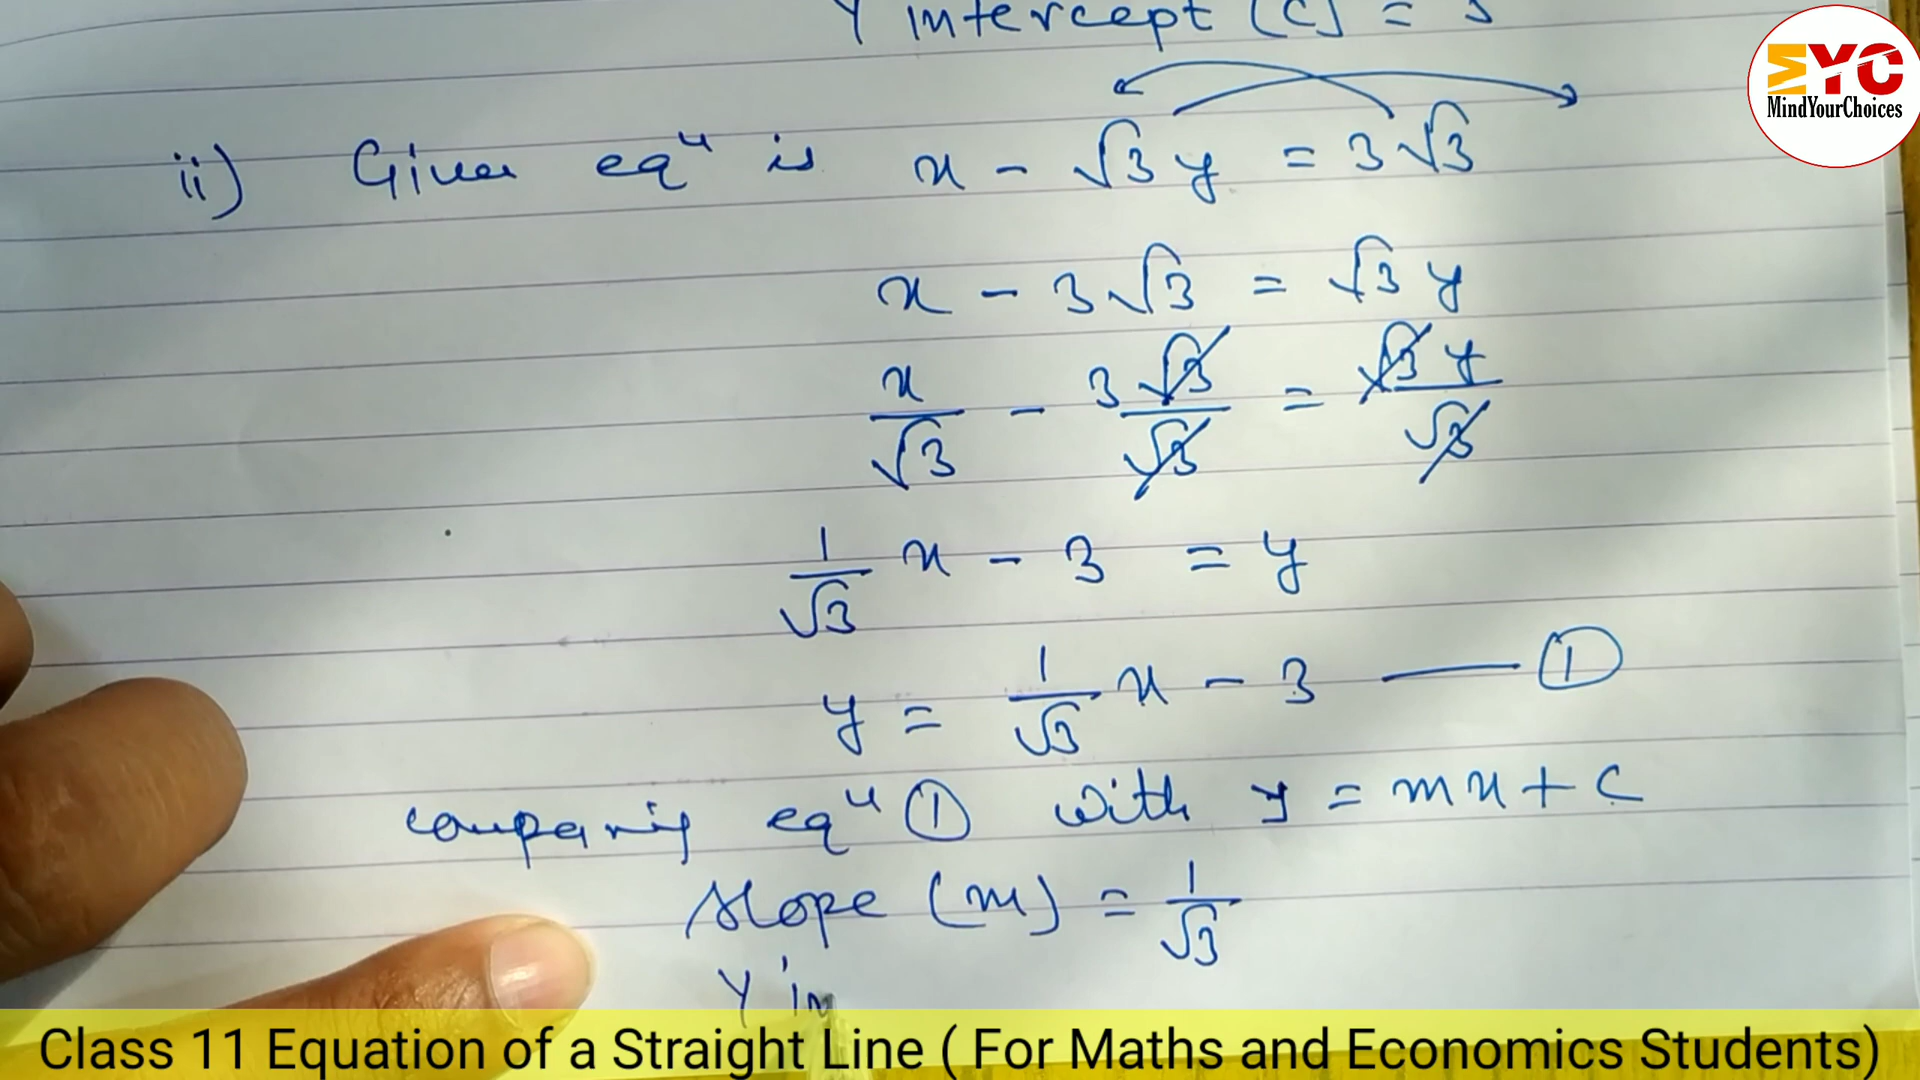 Y intercept (C) = 3
MYC
MindYourChoices
ii) Given eqⁿ is x - √3 y = 3√3
x - 3√3 = √3 y
x/√3 - 3√3/√3 = √3 y/√3
1/√3 x - 3 = y
y = 1/√3 x - 3 —— ①
comparing eqⁿ ① with y = mx + c
slope (m) = 1/√3
Y in
Class 11 Equation of a Straight Line ( For Maths and Economics Students)